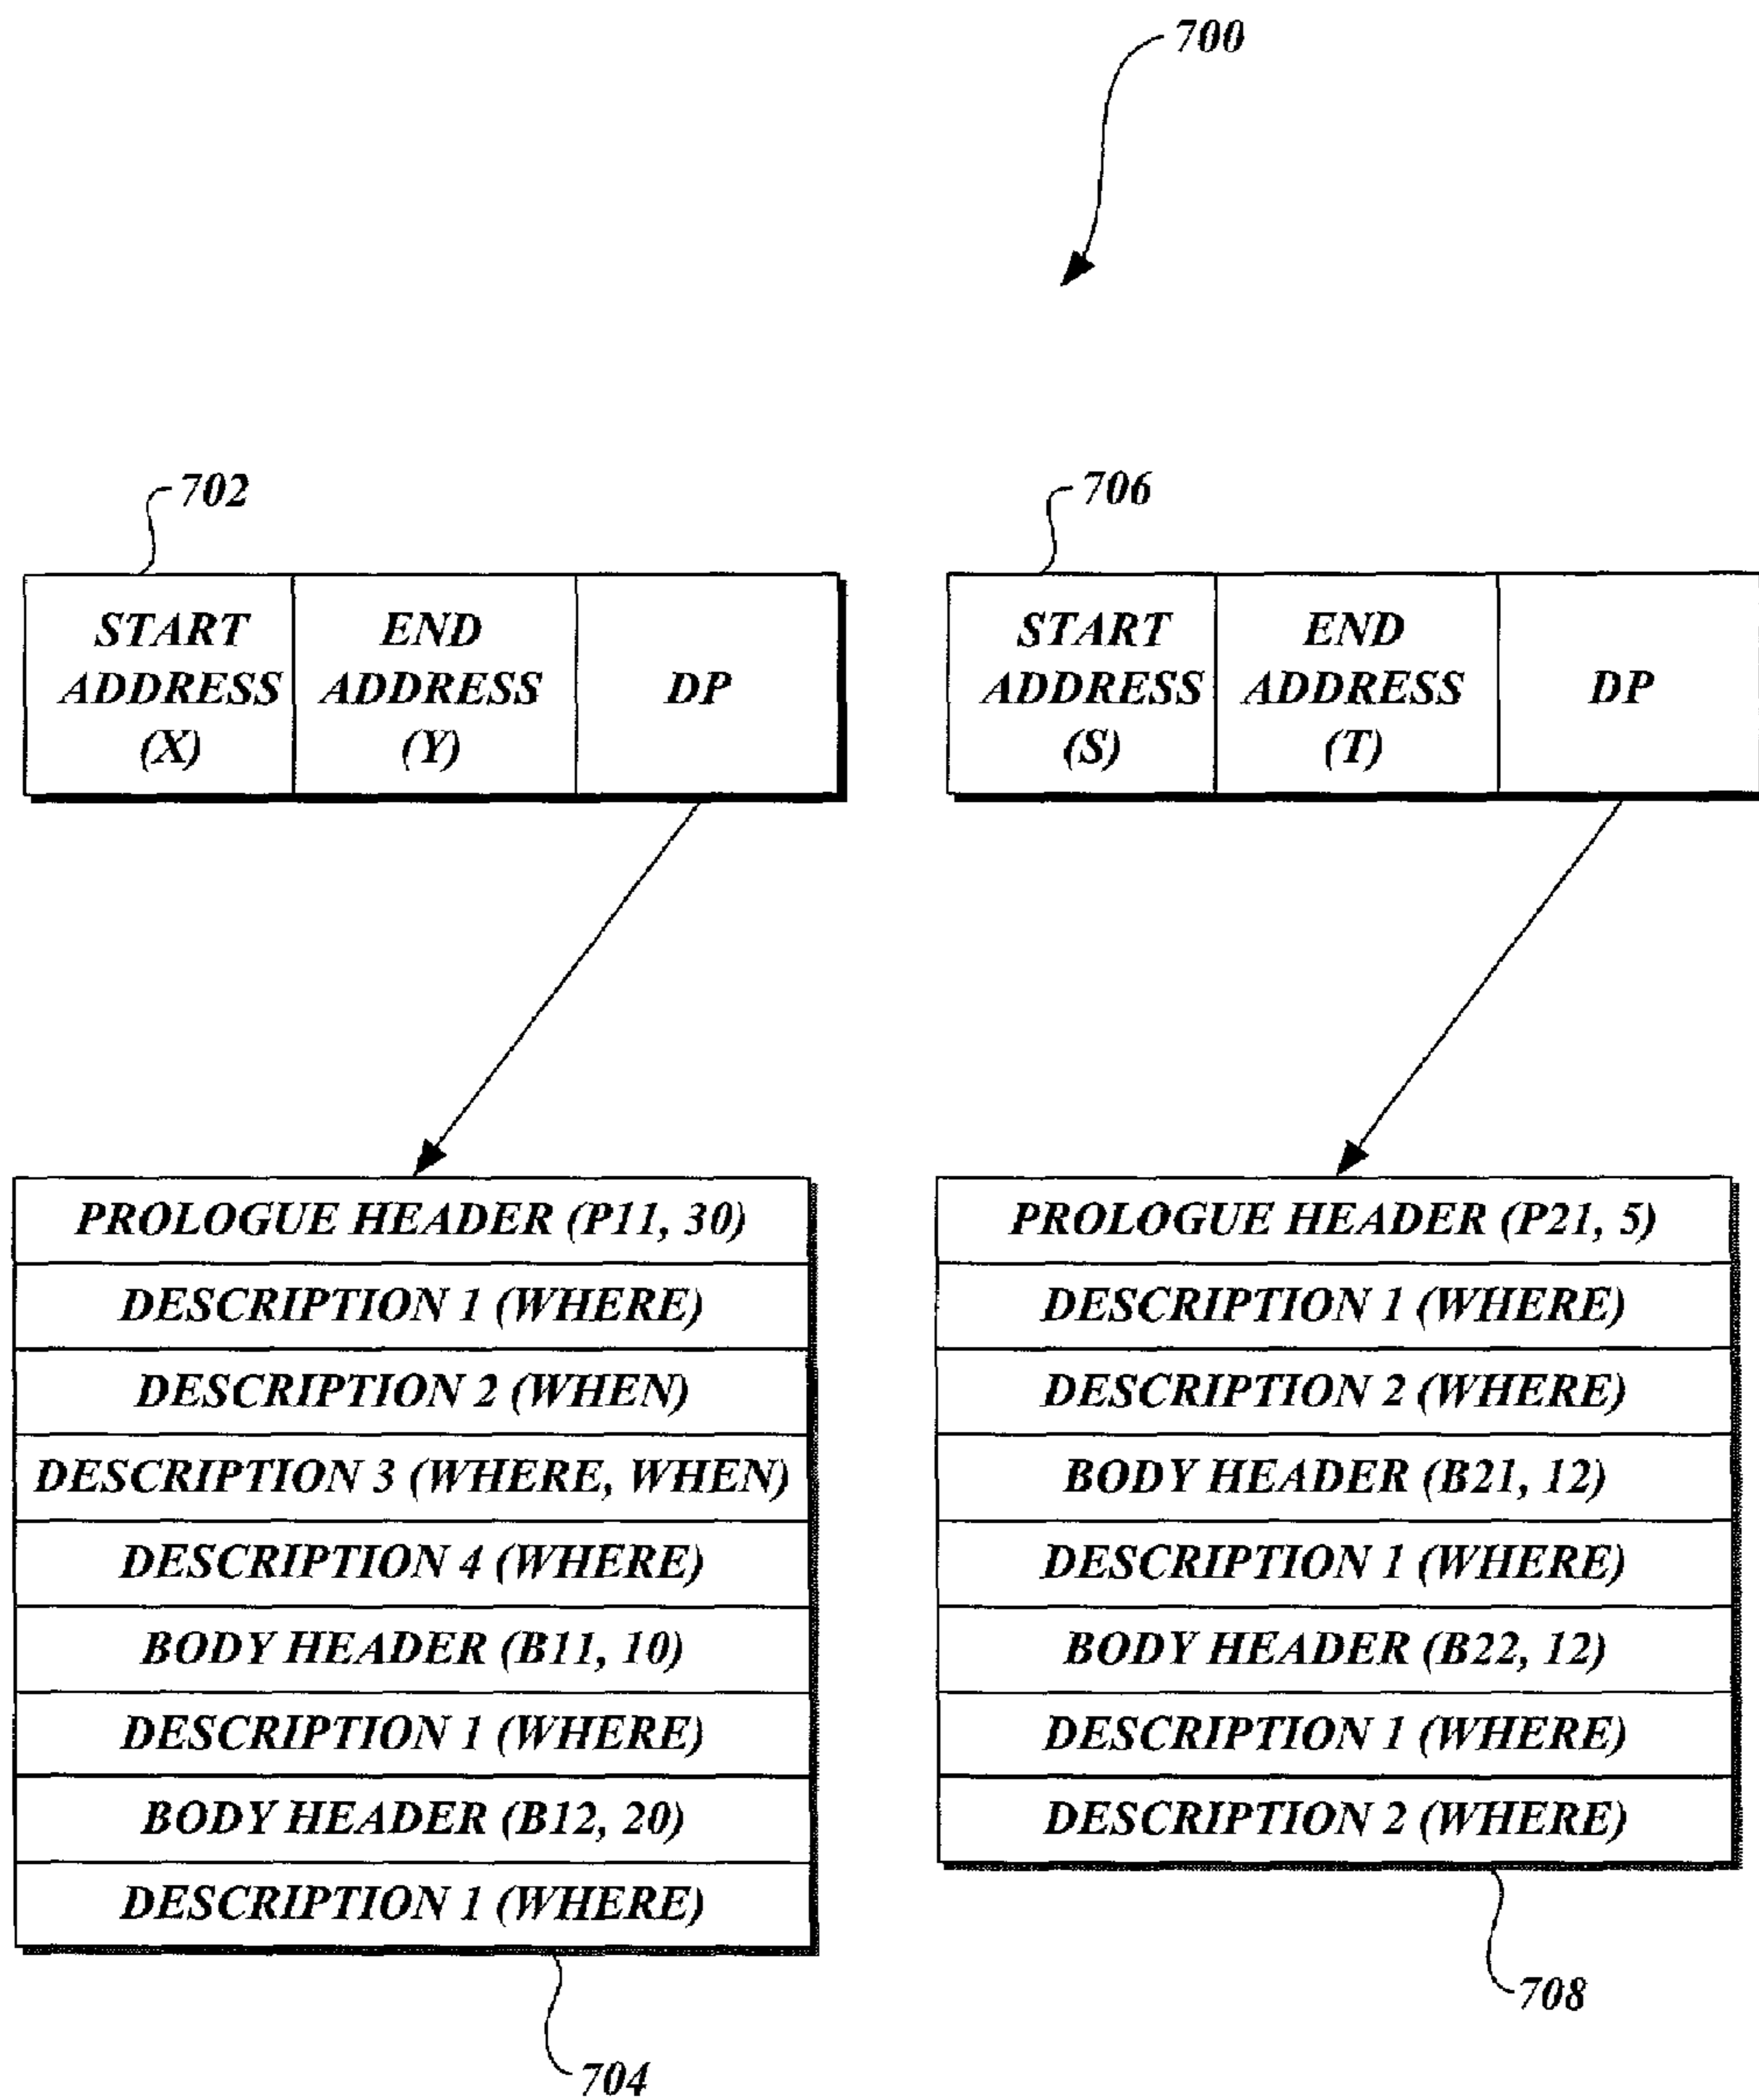 700
702
START
ADDRESS
(X)
END
ADDRESS
(Y)
DP
706
START
ADDRESS
(S)
END
ADDRESS
(T)
DP
PROLOGUE HEADER (P11, 30)
DESCRIPTION 1 (WHERE)
DESCRIPTION 2 (WHEN)
DESCRIPTION 3 (WHERE, WHEN)
DESCRIPTION 4 (WHERE)
BODY HEADER (B11, 10)
DESCRIPTION 1 (WHERE)
BODY HEADER (B12, 20)
DESCRIPTION 1 (WHERE)
704
PROLOGUE HEADER (P21, 5)
DESCRIPTION 1 (WHERE)
DESCRIPTION 2 (WHERE)
BODY HEADER (B21, 12)
DESCRIPTION 1 (WHERE)
BODY HEADER (B22, 12)
DESCRIPTION 1 (WHERE)
DESCRIPTION 2 (WHERE)
708